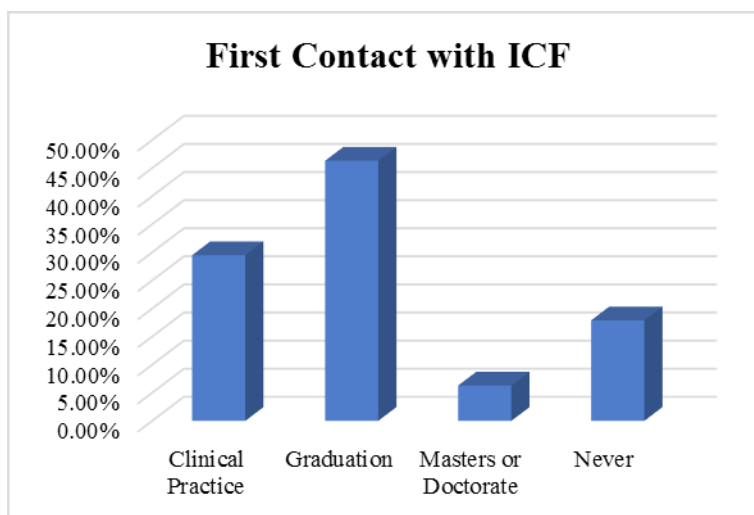 First Contact with ICF
50.00%
45.00%
40.00%
35.00%
30.00%
25.00%
20.00%
15.00%
10.00%
5.00%
0.00%
Clinical Practice
Graduation
Masters or Doctorate
Never